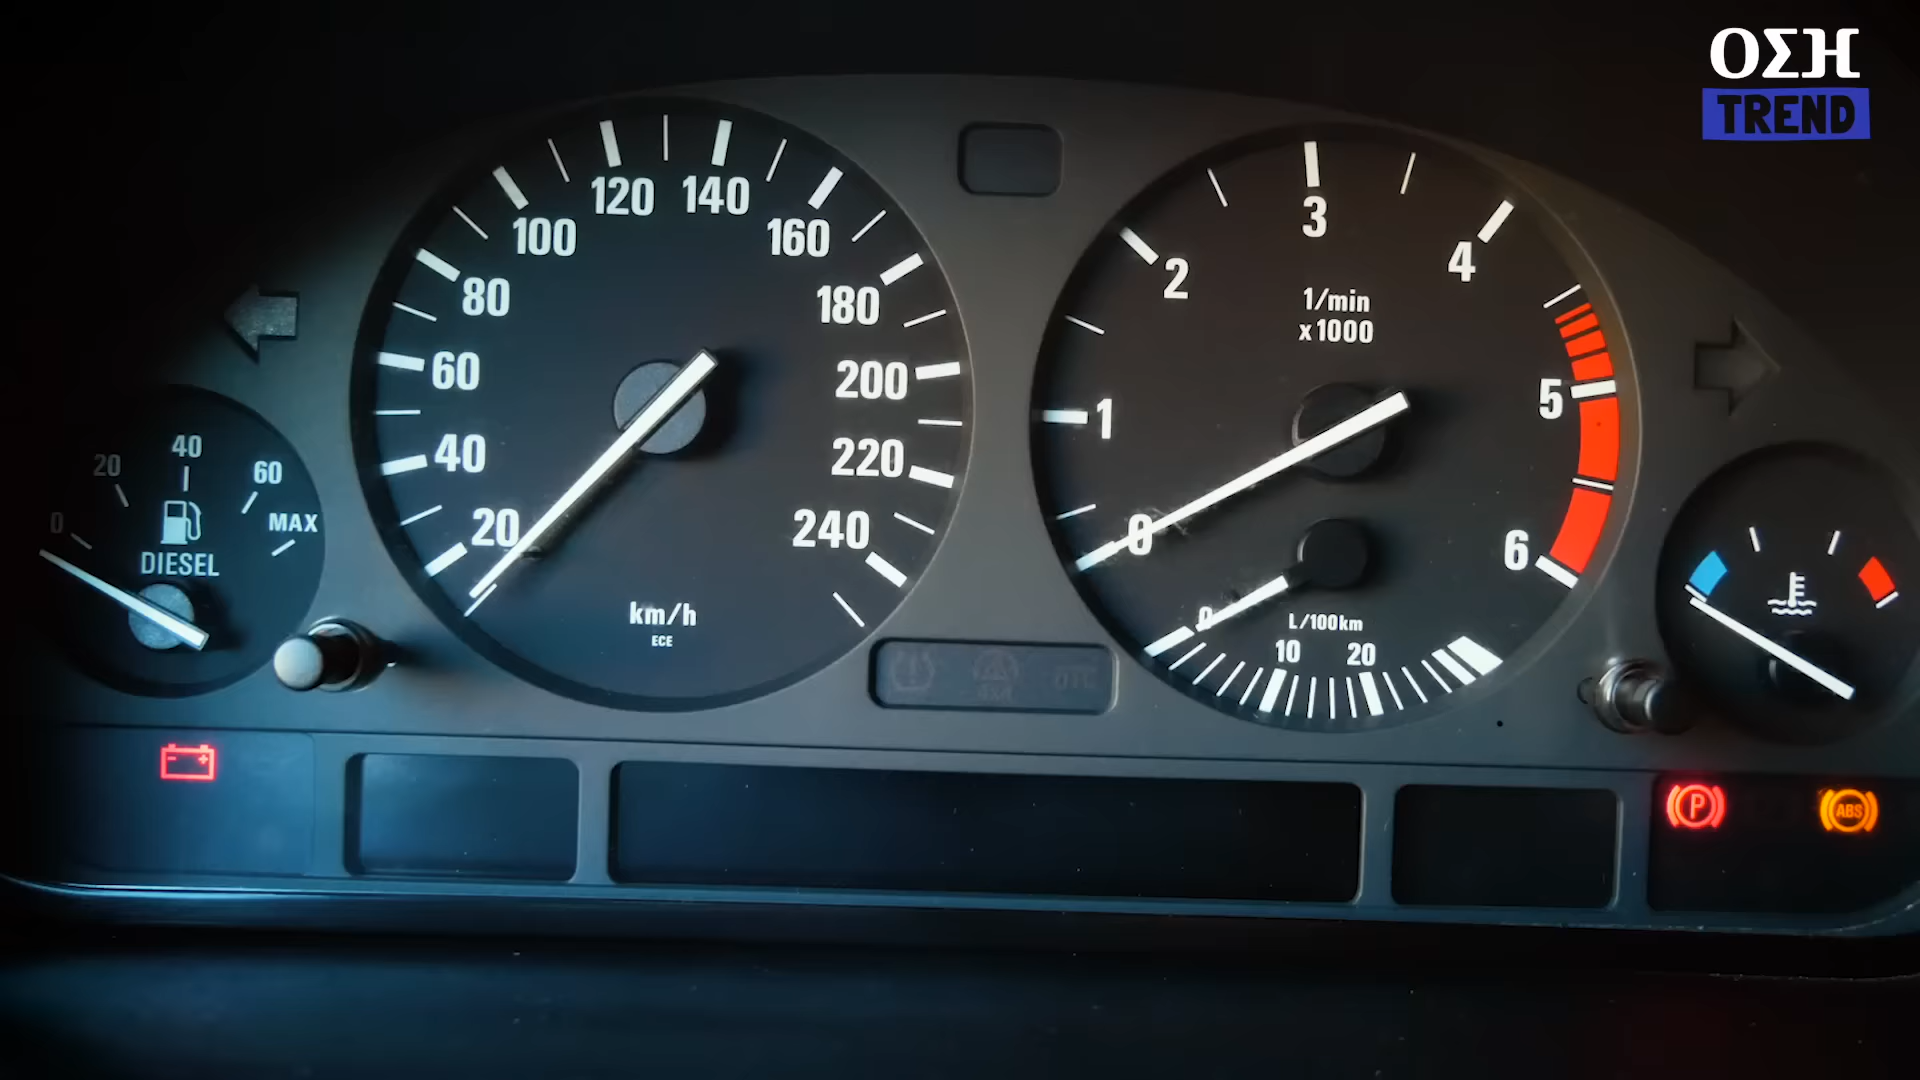 ΟΣΗ
TREND
120 140
100 160
80 180
60 200
40 220
20 240
km/h
ECE
0 20 40 60 MAX
DIESEL
0 1 2 3 4 5 6
1/min
x1000
0
L/100km
10 20
P
ABS